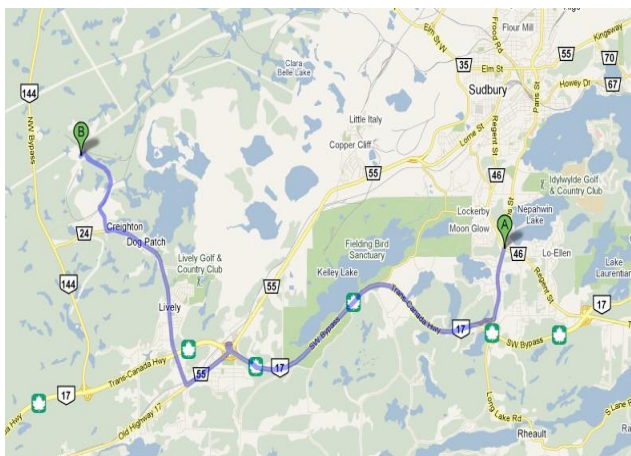 Flour Mill
Frood Rd
Kingsway
55
Elm St W
Elm St
35
70
Howey Dr
67
Sudbury
Paris St
Regent St
Lorne St
144
NW Bypass
Clara
Belle Lake
B
Little Italy
Copper Cliff
55
46
Idylwylde Golf
& Country Club
Lockerby
Nepahwin
Lake
Moon Glow
A
46
Lo-Ellen
Regent St
Lake
Laurentian
24
Creighton
Dog Patch
Lively Golf &
Country Club
Fielding Bird
Sanctuary
Kelley Lake
55
144
Lively
Trans-Canada Hwy
17
17
SW Bypass
SW Bypass
17
55
Trans-Canada Hwy
17
Old Highway 17
Long Lake Rd
S Lane R
Rheault